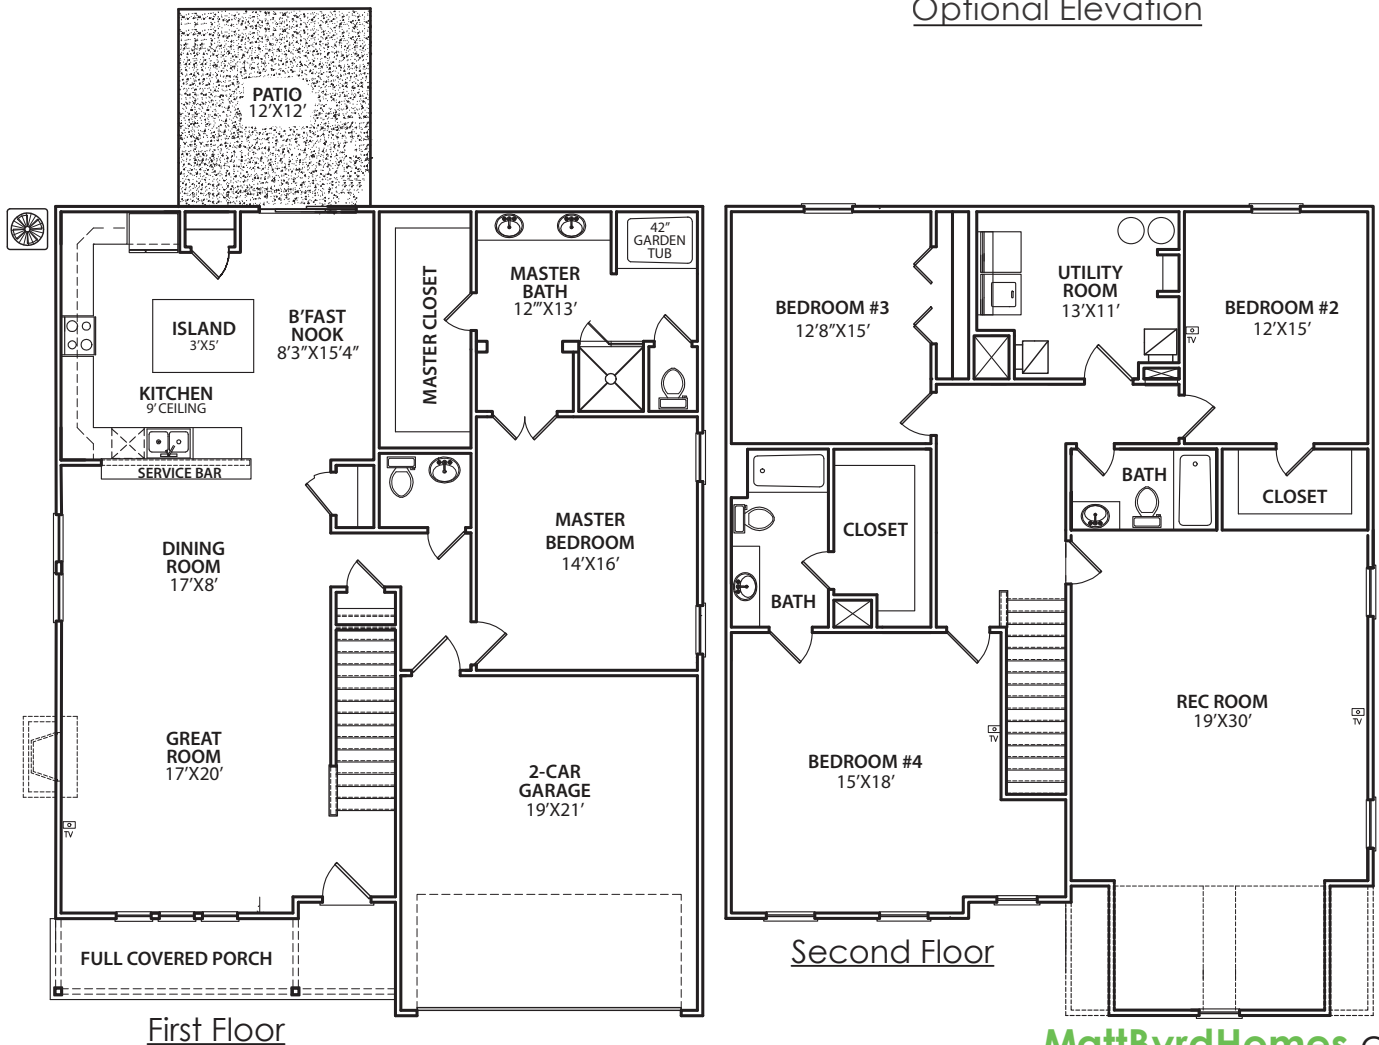 Optional Elevation
PATIO
12'X12'
42"
GARDEN
TUB
MASTER
BATH
12'"X13'
MASTER CLOSET
B'FAST
NOOK
8'3"X15'4"
ISLAND
3'X5'
KITCHEN
9' CEILING
SERVICE BAR
DINING
ROOM
17'X8'
MASTER
BEDROOM
14'X16'
GREAT
ROOM
17'X20'
TV
2-CAR
GARAGE
19'X21'
FULL COVERED PORCH
First Floor
BEDROOM #3
12'8"X15'
UTILITY
ROOM
13'X11'
BEDROOM #2
12'X15'
TV
BATH
CLOSET
CLOSET
BATH
REC ROOM
19'X30'
TV
BEDROOM #4
15'X18'
TV
Second Floor
MattByrdHomes